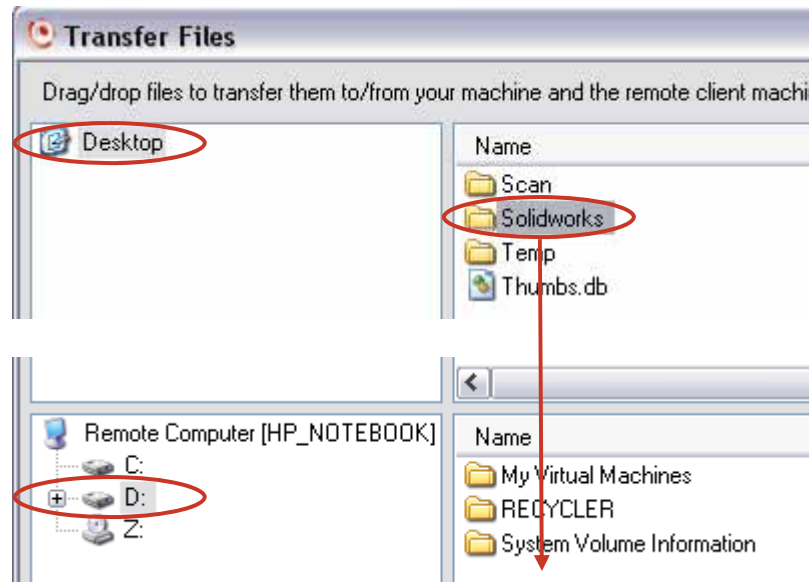 Transfer Files
Drag/drop files to transfer them to/from your machine and the remote client machi
Desktop
Name
Scan
Solidworks
Temp
Thumbs.db
Remote Computer [HP_NOTEBOOK]
C:
D:
Z:
Name
My Virtual Machines
RECYCLER
System Volume Information